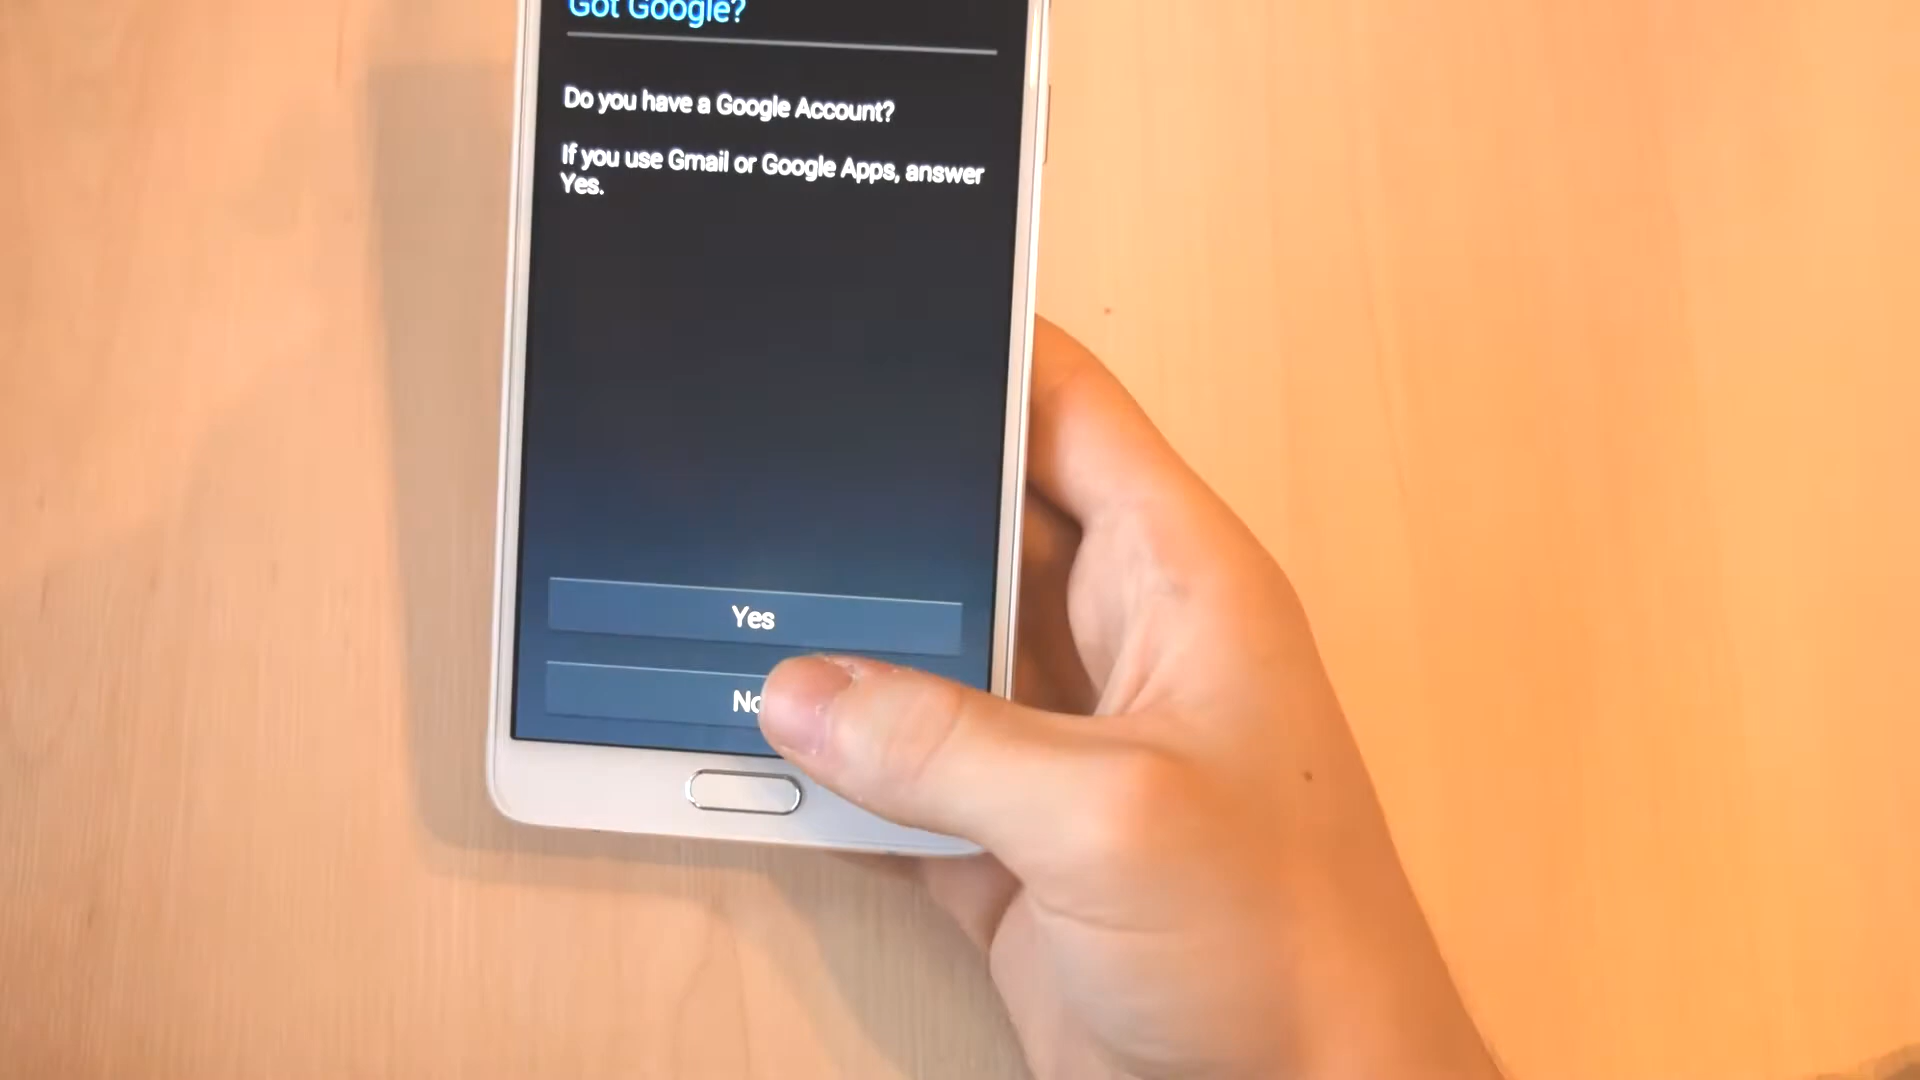 Got Google?
Do you have a Google Account?
If you use Gmail or Google Apps, answer
Yes.
Yes
No